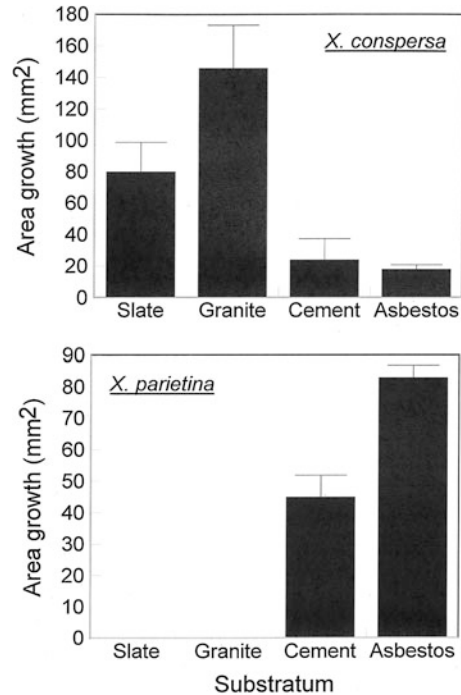 180
160
140
120
100
80
60
40
20
0
Area growth (mm2)
X. conspersa
Slate Granite Cement Asbestos
90
80
70
60
50
40
30
20
10
0
Area growth (mm2)
X. parietina
Slate Granite Cement Asbestos
Substratum